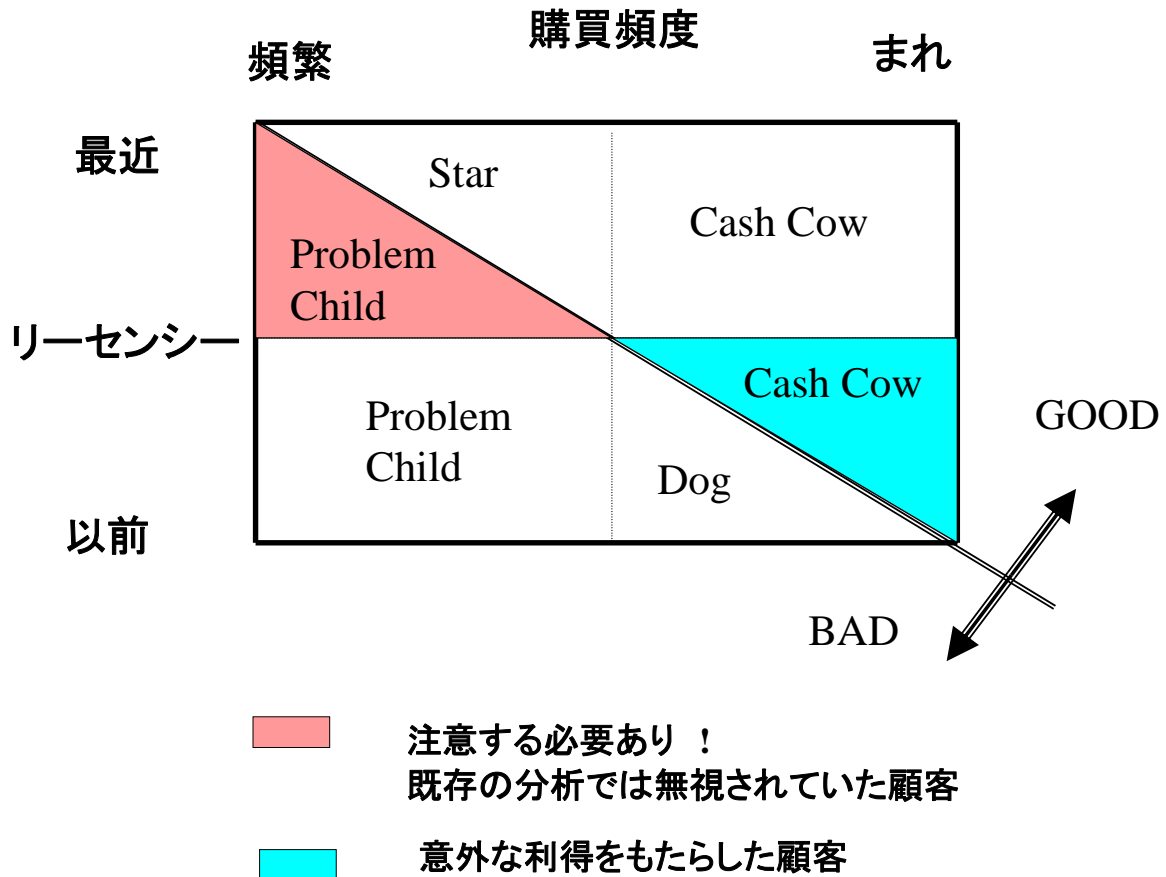 購買頻度
頻繁
まれ
最近
Star
Cash Cow
Problem
Child
リーセンシー
Cash Cow
Problem
Child
GOOD
Dog
以前
BAD
注意する必要あり !
既存の分析では無視されていた顧客
意外な利得をもたらした顧客